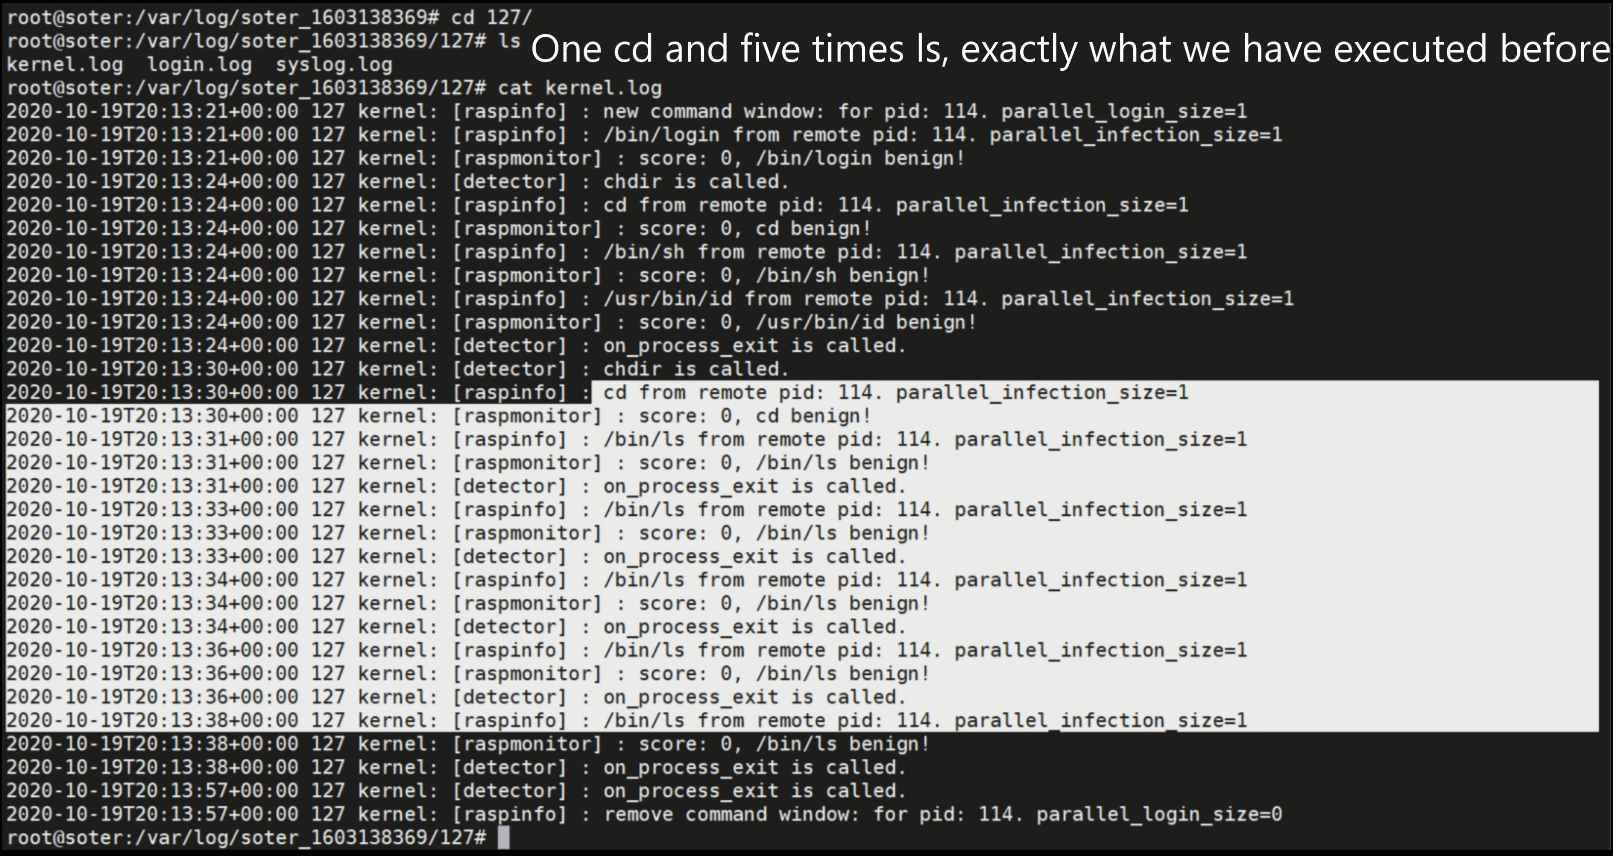 root@soter:/var/log/soter_1603138369# cd 127/
root@soter:/var/log/soter_1603138369/127# ls
One cd and five times ls, exactly what we have executed before
kernel.log  login.log  syslog.log
root@soter:/var/log/soter_1603138369/127# cat kernel.log
2020-10-19T20:13:21+00:00 127 kernel: [raspinfo] : new command window: for pid: 114. parallel_login_size=1
2020-10-19T20:13:21+00:00 127 kernel: [raspinfo] : /bin/login from remote pid: 114. parallel_infection_size=1
2020-10-19T20:13:21+00:00 127 kernel: [raspmonitor] : score: 0, /bin/login benign!
2020-10-19T20:13:24+00:00 127 kernel: [detector] : chdir is called.
2020-10-19T20:13:24+00:00 127 kernel: [raspinfo] : cd from remote pid: 114. parallel_infection_size=1
2020-10-19T20:13:24+00:00 127 kernel: [raspmonitor] : score: 0, cd benign!
2020-10-19T20:13:24+00:00 127 kernel: [raspinfo] : /bin/sh from remote pid: 114. parallel_infection_size=1
2020-10-19T20:13:24+00:00 127 kernel: [raspmonitor] : score: 0, /bin/sh benign!
2020-10-19T20:13:24+00:00 127 kernel: [raspinfo] : /usr/bin/id from remote pid: 114. parallel_infection_size=1
2020-10-19T20:13:24+00:00 127 kernel: [raspmonitor] : score: 0, /usr/bin/id benign!
2020-10-19T20:13:24+00:00 127 kernel: [detector] : on_process_exit is called.
2020-10-19T20:13:30+00:00 127 kernel: [detector] : chdir is called.
2020-10-19T20:13:30+00:00 127 kernel: [raspinfo] : cd from remote pid: 114. parallel_infection_size=1
2020-10-19T20:13:30+00:00 127 kernel: [raspmonitor] : score: 0, cd benign!
2020-10-19T20:13:31+00:00 127 kernel: [raspinfo] : /bin/ls from remote pid: 114. parallel_infection_size=1
2020-10-19T20:13:31+00:00 127 kernel: [raspmonitor] : score: 0, /bin/ls benign!
2020-10-19T20:13:31+00:00 127 kernel: [detector] : on_process_exit is called.
2020-10-19T20:13:33+00:00 127 kernel: [raspinfo] : /bin/ls from remote pid: 114. parallel_infection_size=1
2020-10-19T20:13:33+00:00 127 kernel: [raspmonitor] : score: 0, /bin/ls benign!
2020-10-19T20:13:33+00:00 127 kernel: [detector] : on_process_exit is called.
2020-10-19T20:13:34+00:00 127 kernel: [raspinfo] : /bin/ls from remote pid: 114. parallel_infection_size=1
2020-10-19T20:13:34+00:00 127 kernel: [raspmonitor] : score: 0, /bin/ls benign!
2020-10-19T20:13:34+00:00 127 kernel: [detector] : on_process_exit is called.
2020-10-19T20:13:36+00:00 127 kernel: [raspinfo] : /bin/ls from remote pid: 114. parallel_infection_size=1
2020-10-19T20:13:36+00:00 127 kernel: [raspmonitor] : score: 0, /bin/ls benign!
2020-10-19T20:13:36+00:00 127 kernel: [detector] : on_process_exit is called.
2020-10-19T20:13:38+00:00 127 kernel: [raspinfo] : /bin/ls from remote pid: 114. parallel_infection_size=1
2020-10-19T20:13:38+00:00 127 kernel: [raspmonitor] : score: 0, /bin/ls benign!
2020-10-19T20:13:38+00:00 127 kernel: [detector] : on_process_exit is called.
2020-10-19T20:13:57+00:00 127 kernel: [detector] : on_process_exit is called.
2020-10-19T20:13:57+00:00 127 kernel: [raspinfo] : remove command window: for pid: 114. parallel_login_size=0
root@soter:/var/log/soter_1603138369/127#